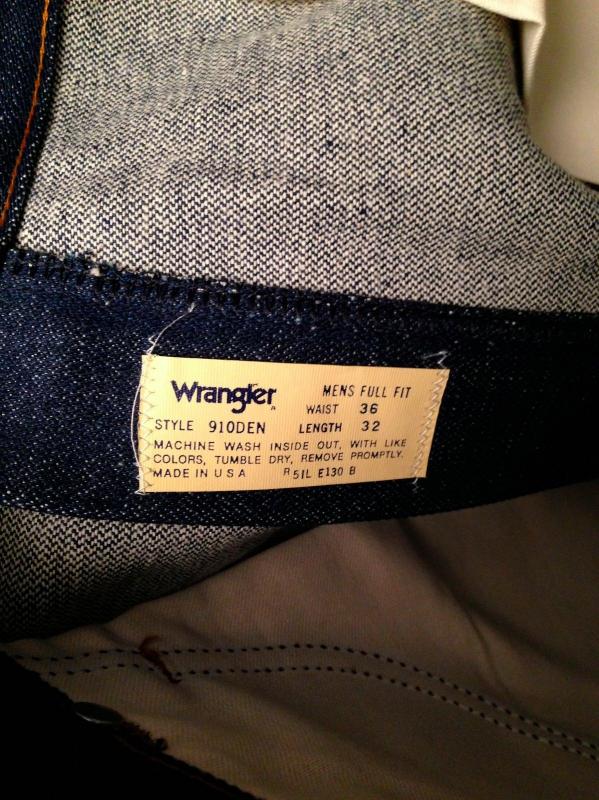 Wrangler MENS FULL FIT
WAIST 36
STYLE 910DEN LENGTH 32
MACHINE WASH INSIDE OUT, WITH LIKE
COLORS, TUMBLE DRY, REMOVE PROMPTLY.
MADE IN U S A R 51L E130 B